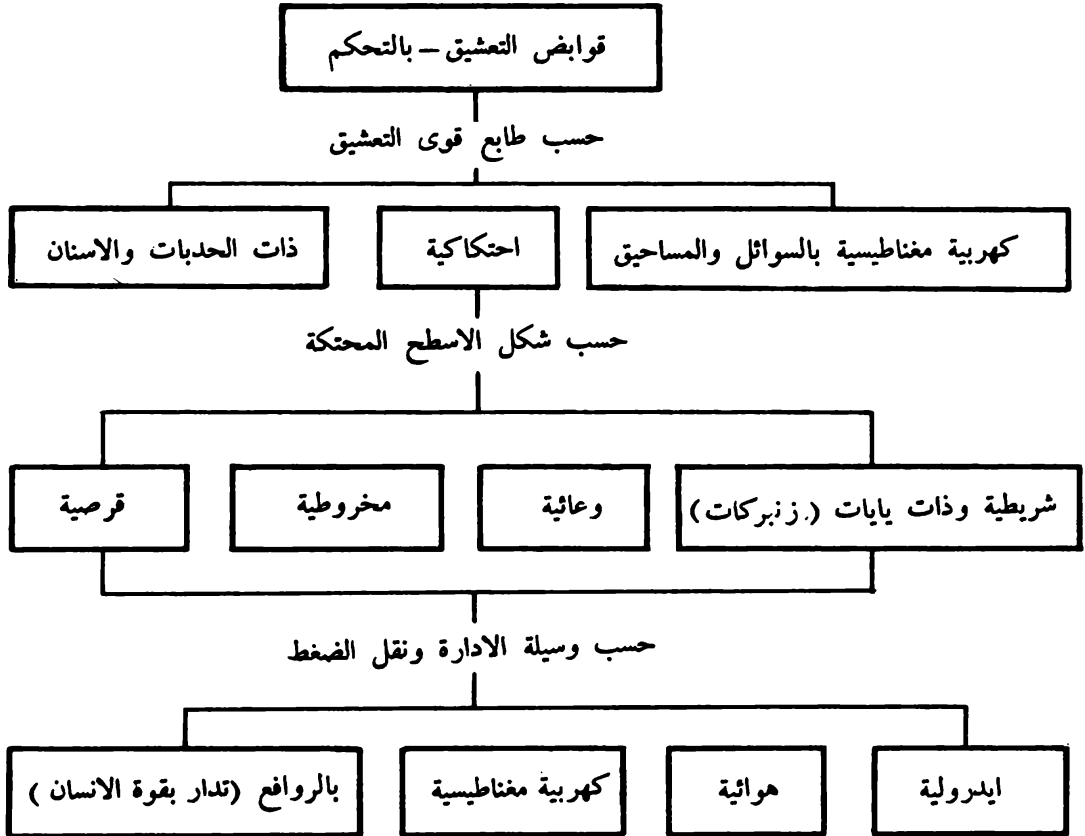 قوابض التعشيق – بالتحكم
حسب طابع قوى التعشيق
كهربية مغناطيسية بالسوائل والمساحيق
احتكاكية
ذات الحدبات والاسنان
حسب شكل الاسطح المحتكة
شريطية وذات يايات (زنبركات)
وعائية
مخروطية
قرصية
حسب وسيلة الادارة ونقل الضغط
ايدرولية
هوائية
كهربية مغناطيسية
بالروافع (تدار بقوة الانسان)